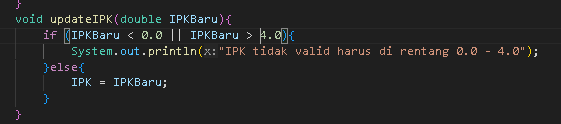 }
void updateIPK(double IPKBaru){
if (IPKBaru < 0.0 || IPKBaru > 4.0){
System.out.println(x:"IPK tidak valid harus di rentang 0.0 - 4.0");
}else{
IPK = IPKBaru;
}
}